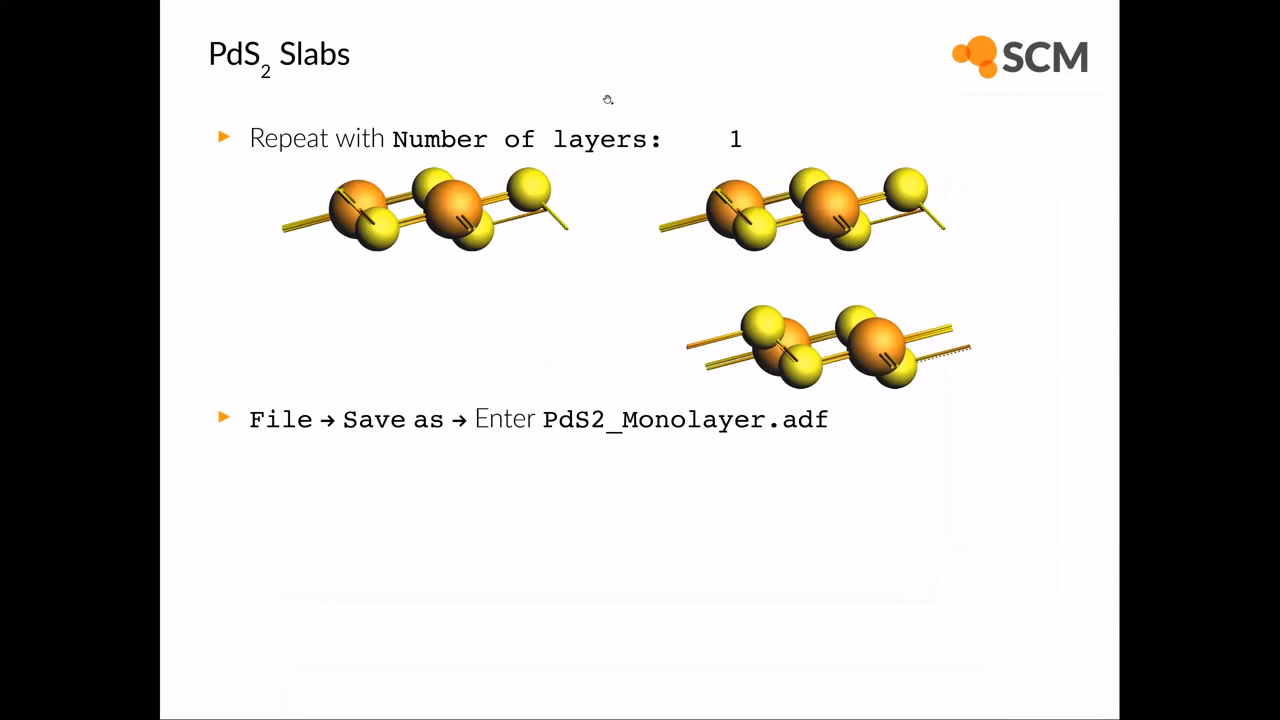 PdS2 Slabs
SCM
Repeat with Number of layers: 1
File → Save as → Enter PdS2_Monolayer.adf